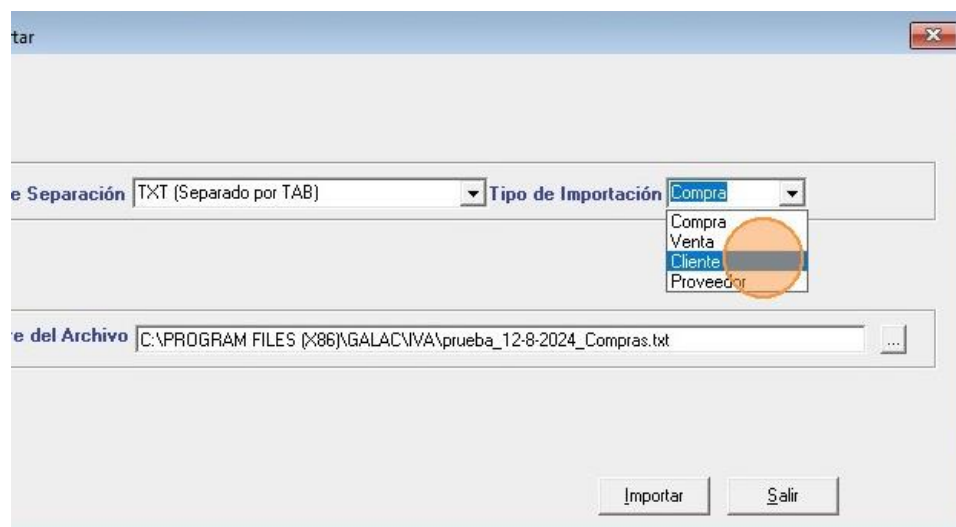 tar
e Separación TXT (Separado por TAB) Tipo de Importación Compra
Compra
Venta
Cliente
Proveedor
e del Archivo C:\PROGRAM FILES (X86)\GALAC\IVA\prueba_12-8-2024_Compras.txt ...
Importar Salir